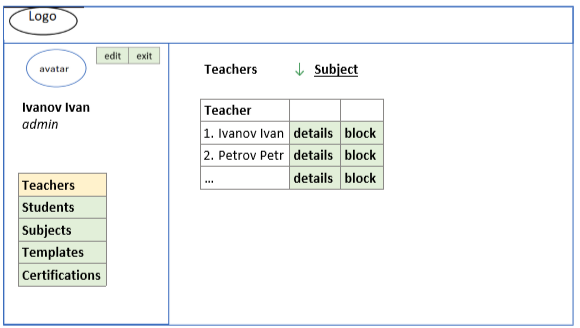 Logo
avatar
edit exit
Ivanov Ivan
admin
Teachers
Students
Subjects
Templates
Certifications
Teachers ↓ Subject
Teacher
1. Ivanov Ivan details block
2. Petrov Petr details block
... details block